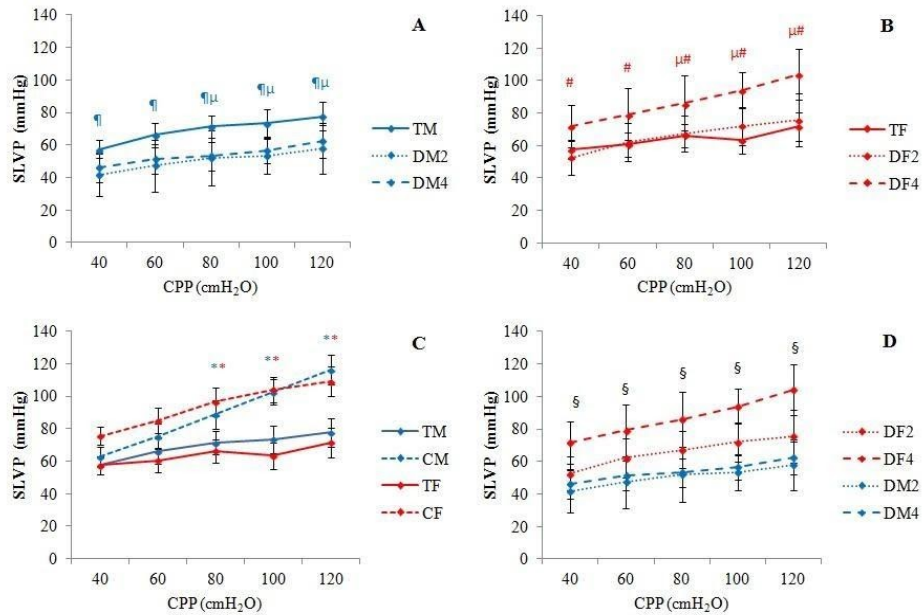 A
SLVP (mmHg)
140
120
100
80
60
40
20
0
¶
¶
¶µ
¶µ
¶µ
TM
DM2
DM4
40 60 80 100 120
CPP (cmH₂O)
B
SLVP (mmHg)
140
120
100
80
60
40
20
0
#
#
µ#
µ#
µ#
TF
DF2
DF4
40 60 80 100 120
CPP (cmH₂O)
C
SLVP (mmHg)
140
120
100
80
60
40
20
0
**
**
**
TM
CM
TF
CF
40 60 80 100 120
CPP (cmH₂O)
D
SLVP (mmHg)
140
120
100
80
60
40
20
0
§
§
§
§
§
DF2
DF4
DM2
DM4
40 60 80 100 120
CPP (cmH₂O)